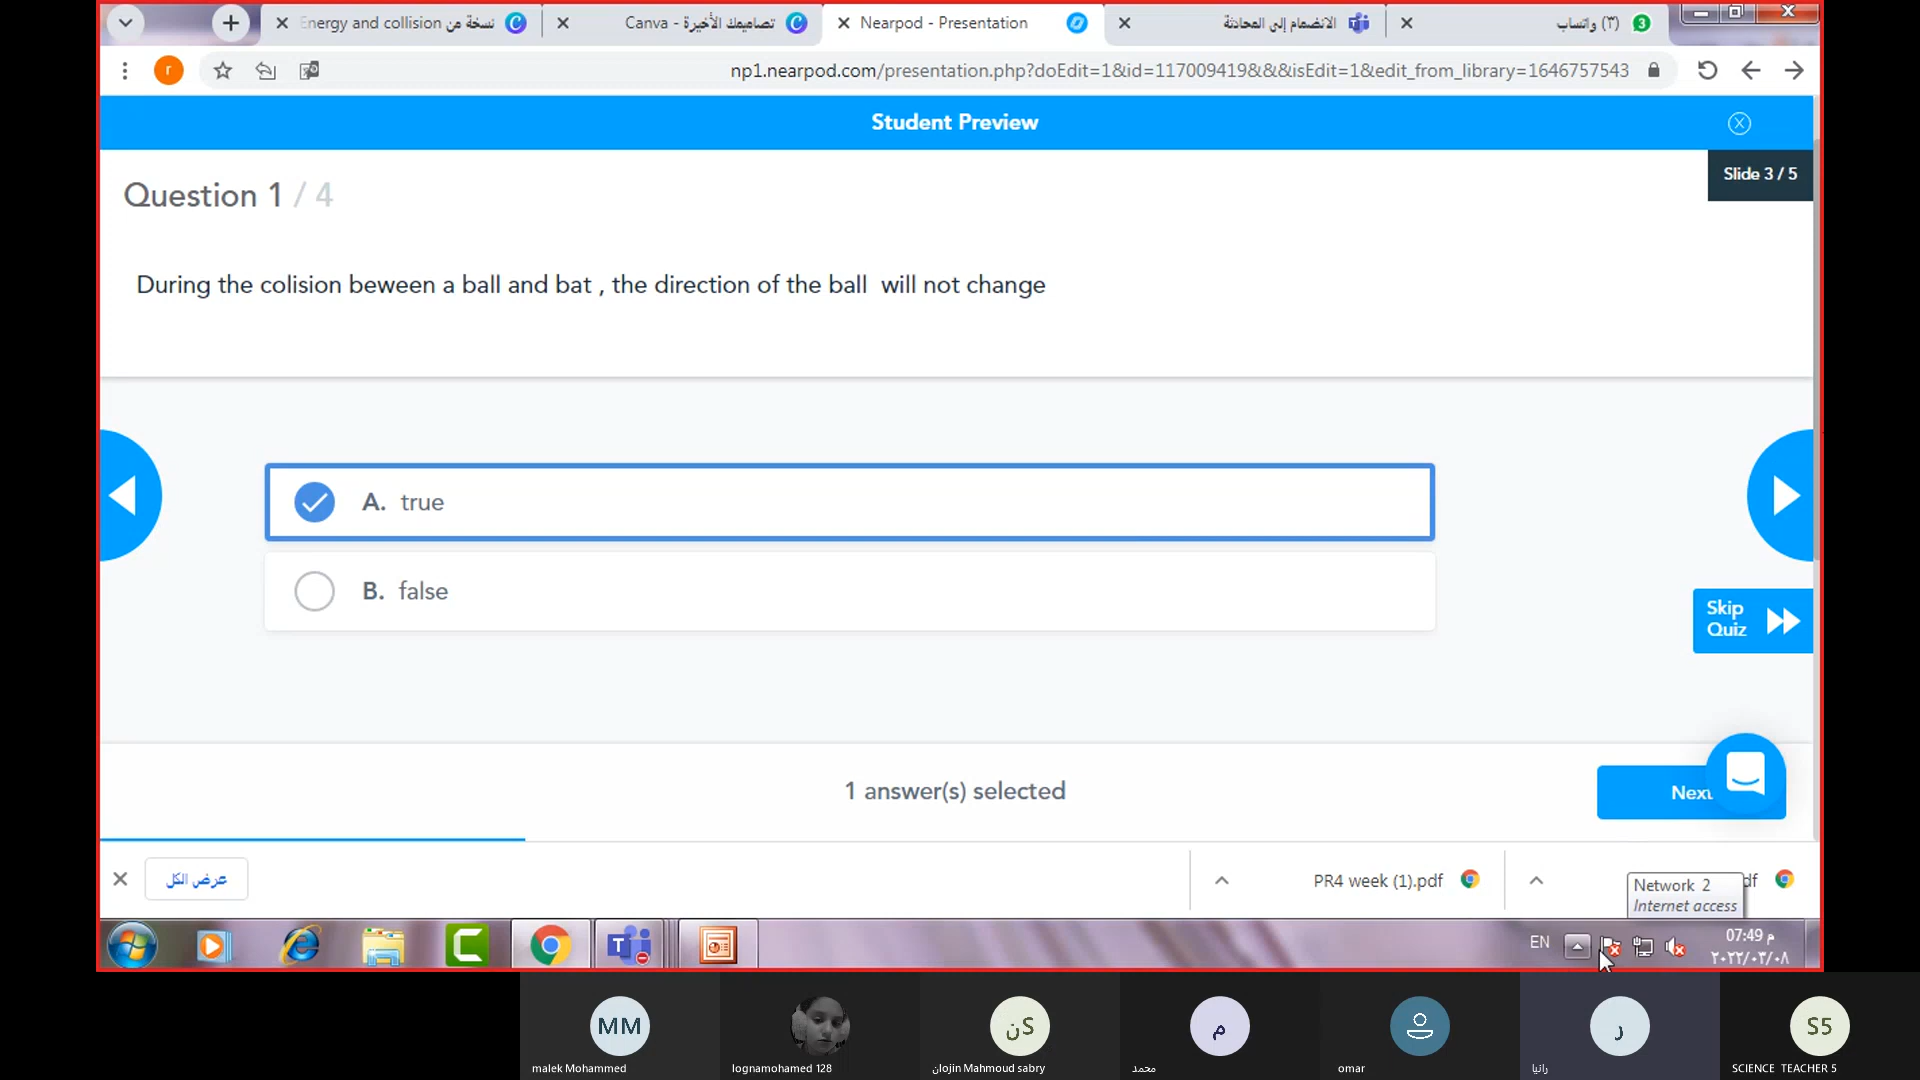 Energy and collision نسخة من
Canva - تصاميمك الأخيرة
Nearpod - Presentation
الانضمام إلى المحادثة
(٣) واتساب
3
r
np1.nearpod.com/presentation.php?doEdit=1&id=117009419&&&isEdit=1&edit_from_library=1646757543
Student Preview
Slide 3 / 5
Question 1 / 4
During the colision beween a ball and bat , the direction of the ball will not change
A. true
B. false
Skip
Quiz
1 answer(s) selected
عرض الكل
PR4 week (1).pdf
Network 2
Internet access
EN
07:49 م
٢٠٢٢/٠٣/٠٨
MM
نS
م
ر
S5
malek Mohammed
lognamohamed 128
نlojin Mahmoud sabry
محمد
omar
رانيا
SCIENCE TEACHER 5